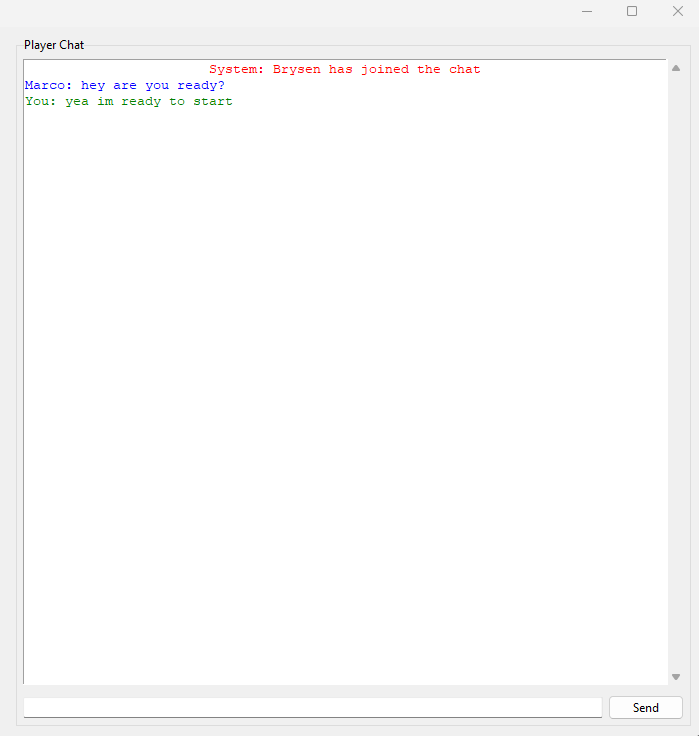 Player Chat
System: Brysen has joined the chat
Marco: hey are you ready?
You: yea im ready to start
Send